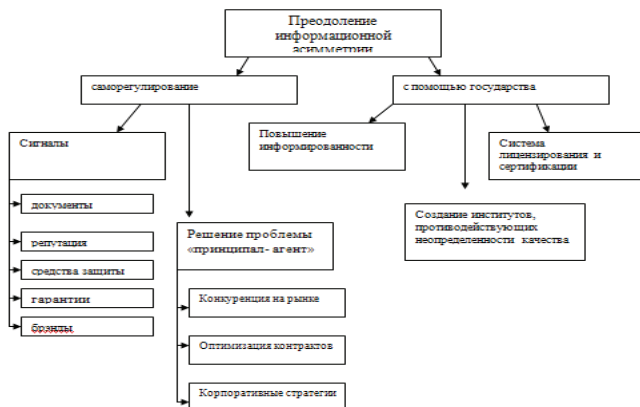 Преодоление
информационной
асимметрии
саморегулирование
с помощью государства
Сигналы
документы
репутация
средства защиты
гарантии
брэнды
Решение проблемы
«принципал- агент»
Конкуренция на рынке
Оптимизация контрактов
Корпоративные стратегии
Повышение
информированности
Создание институтов,
противодействующих
неопределенности качества
Система
лицензирования и
сертификации